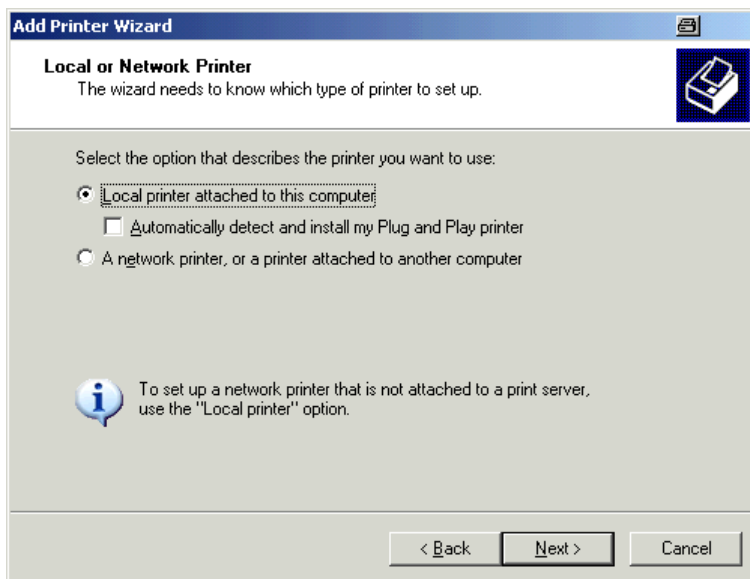 Add Printer Wizard
Local or Network Printer
The wizard needs to know which type of printer to set up.
Select the option that describes the printer you want to use:
Local printer attached to this computer
Automatically detect and install my Plug and Play printer
A network printer, or a printer attached to another computer
To set up a network printer that is not attached to a print server,
use the "Local printer" option.
< Back
Next >
Cancel